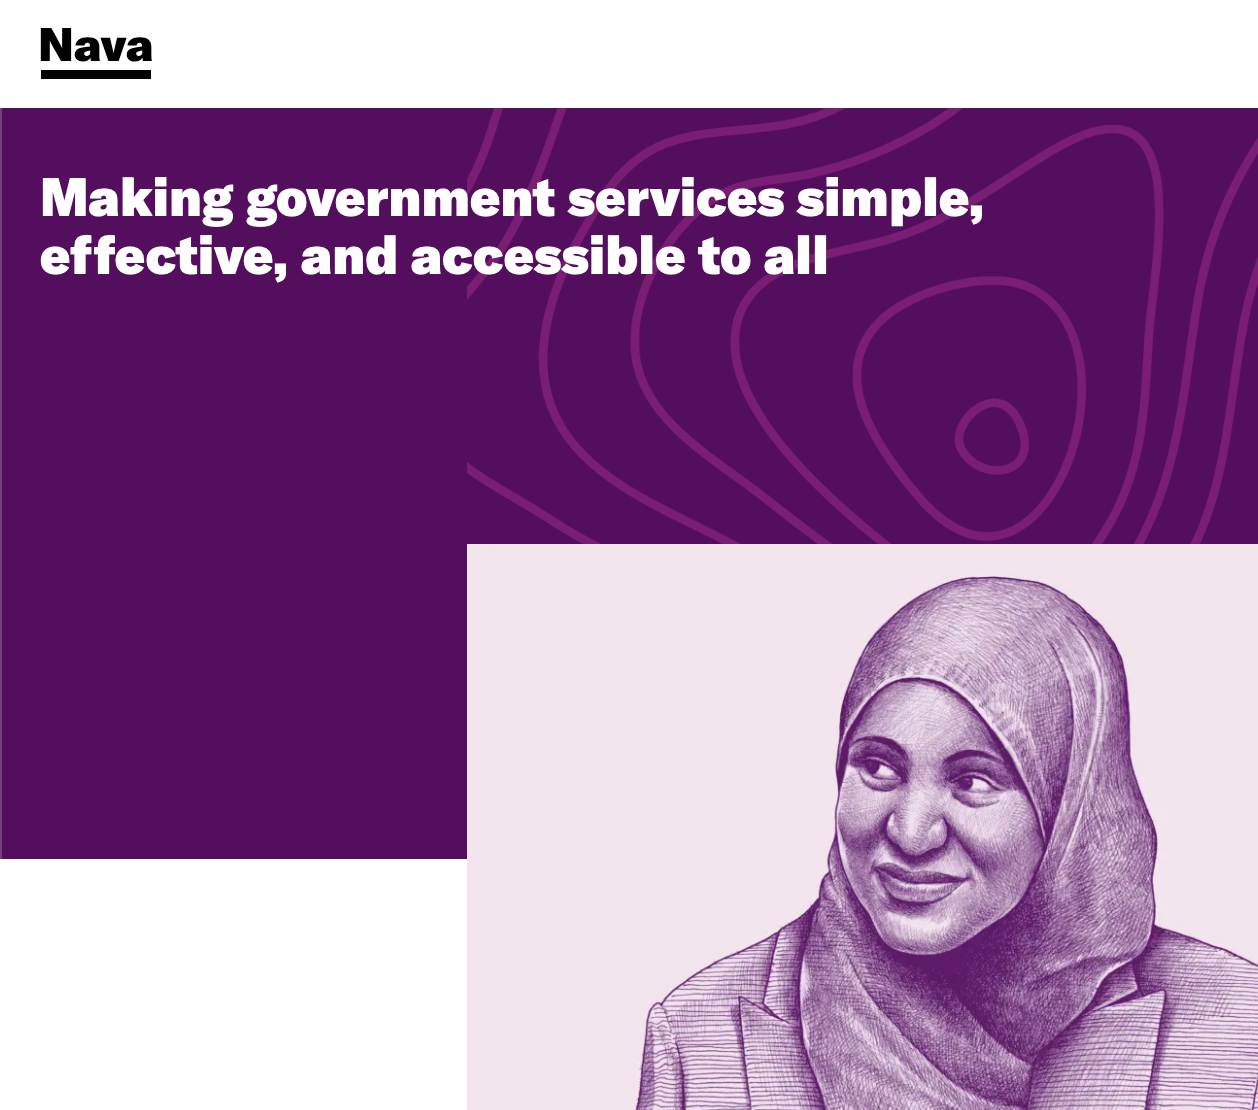 Nava
Making government services simple,
effective, and accessible to all